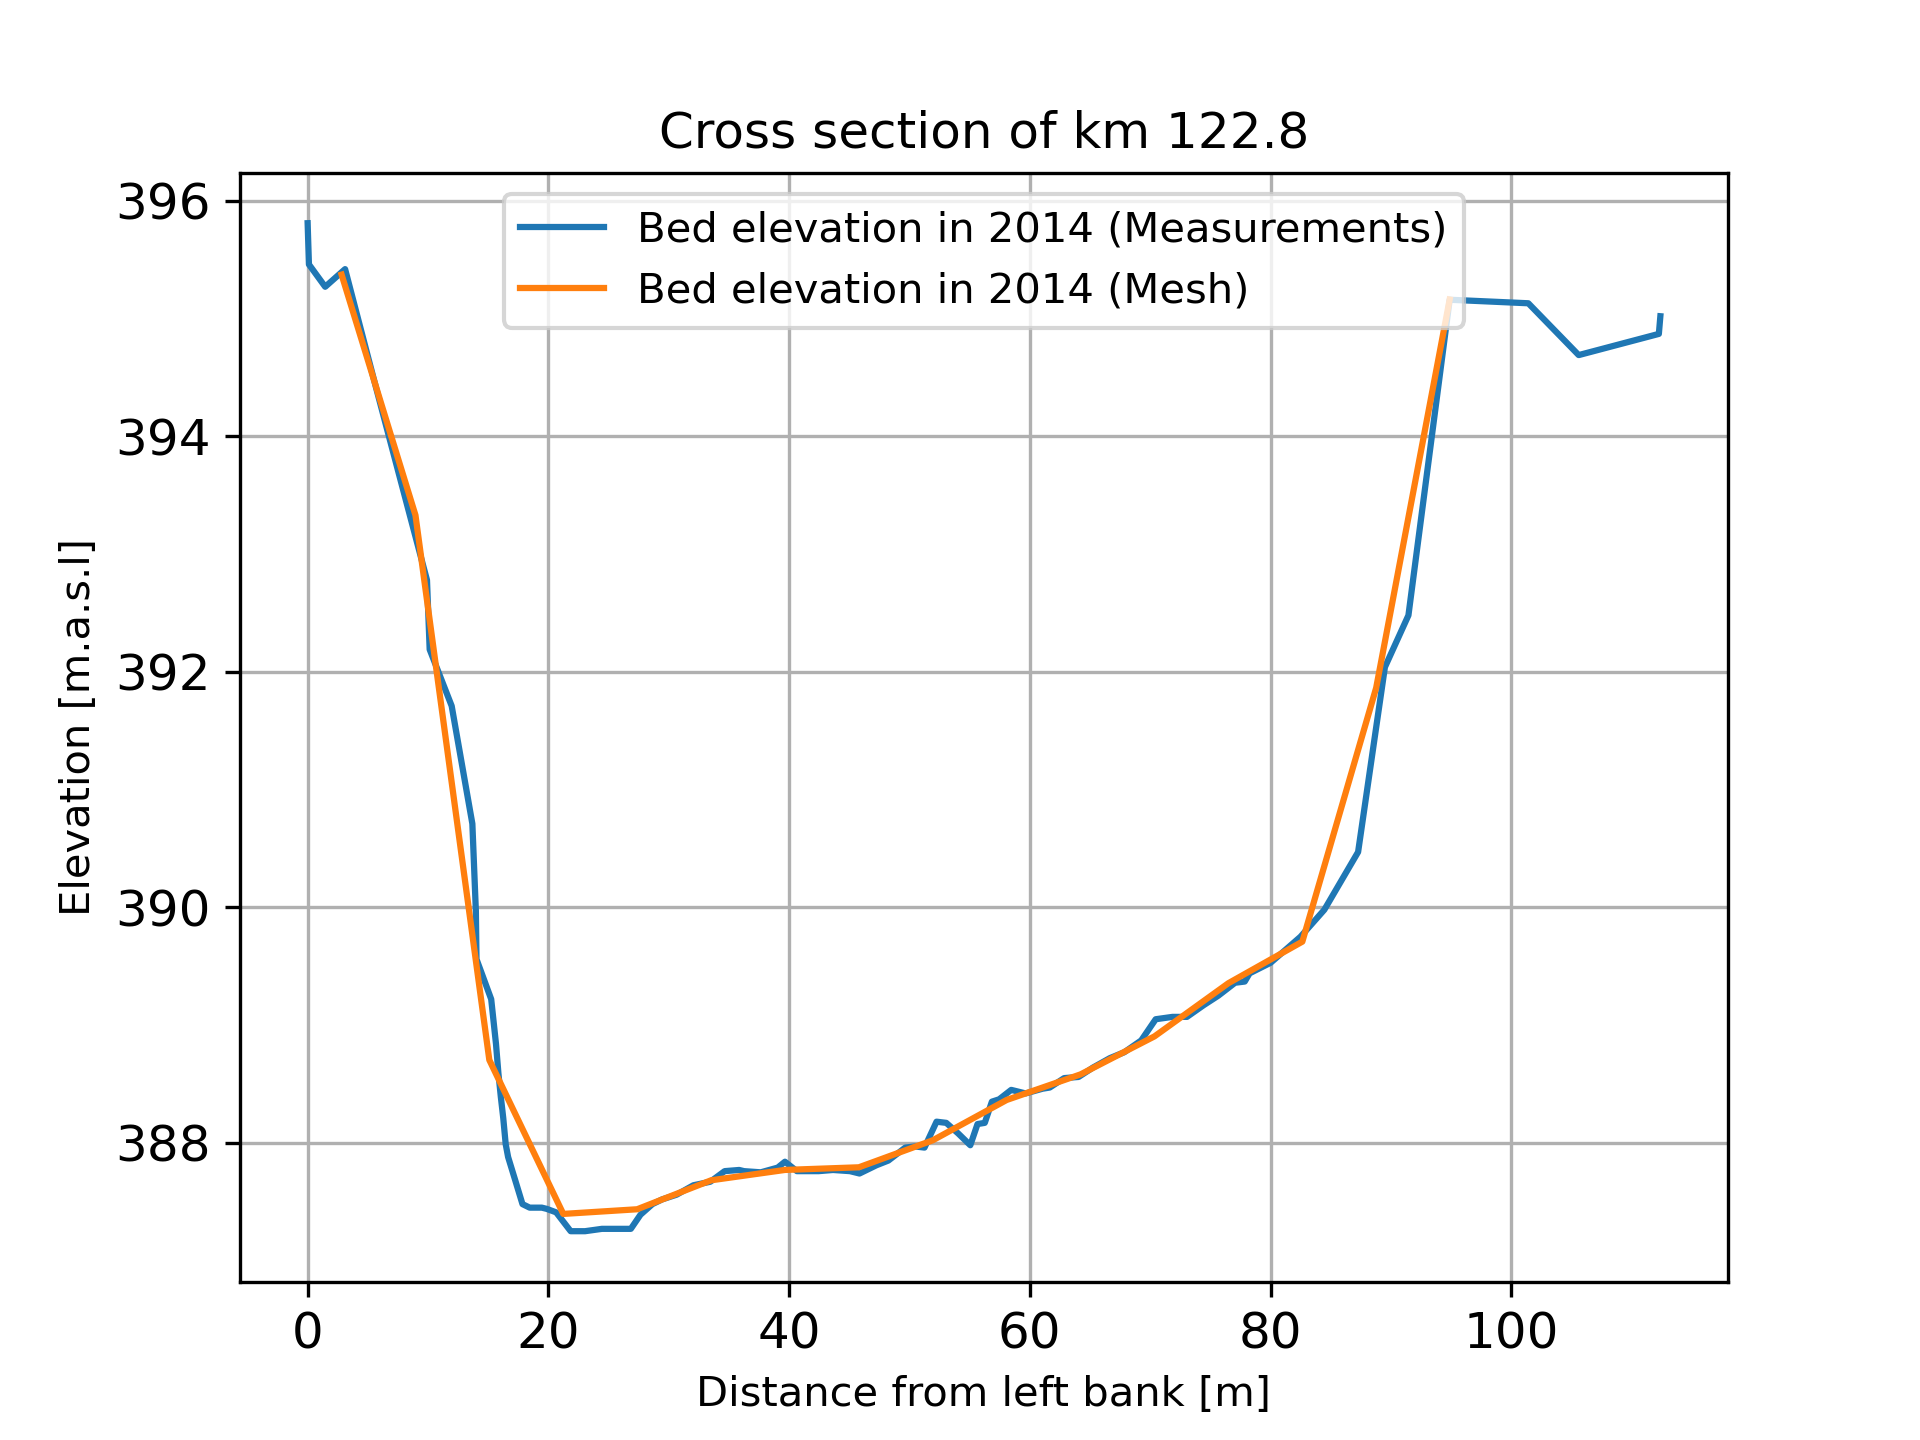 Cross section of km 122.8
Bed elevation in 2014 (Measurements)
Bed elevation in 2014 (Mesh)
Elevation [m.a.s.l]
396
394
392
390
388
0 20 40 60 80 100
Distance from left bank [m]